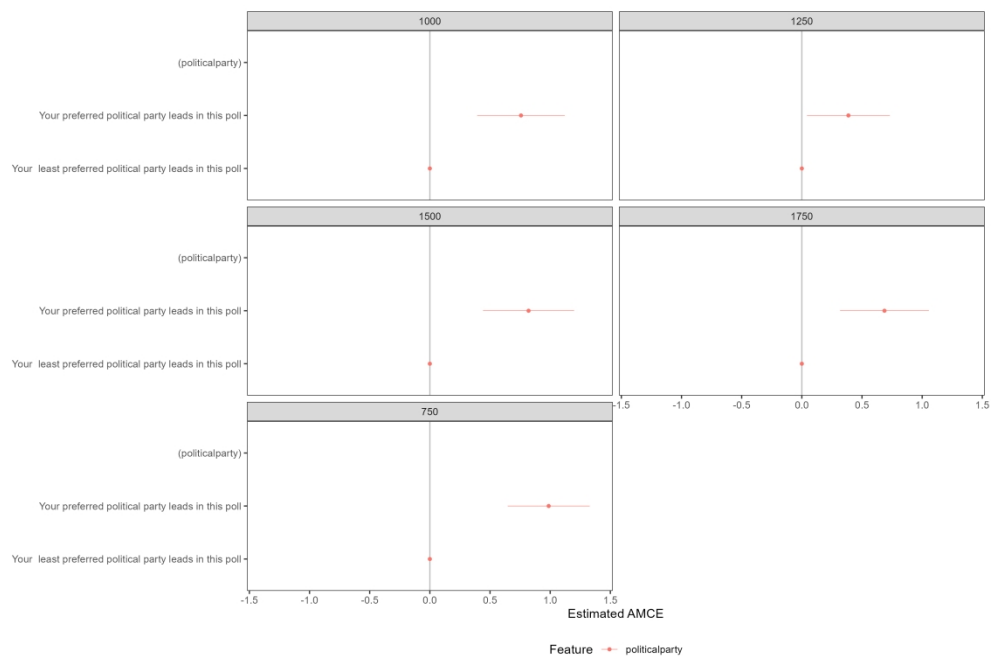 1000
1250
(politicalparty)
Your preferred political party leads in this poll
Your  least preferred political party leads in this poll
1500
1750
(politicalparty)
Your preferred political party leads in this poll
Your  least preferred political party leads in this poll
-1.5 -1.0 -0.5 0.0 0.5 1.0 1.5
750
(politicalparty)
Your preferred political party leads in this poll
Your  least preferred political party leads in this poll
-1.5 -1.0 -0.5 0.0 0.5 1.0 1.5
Estimated AMCE
Feature politicalparty